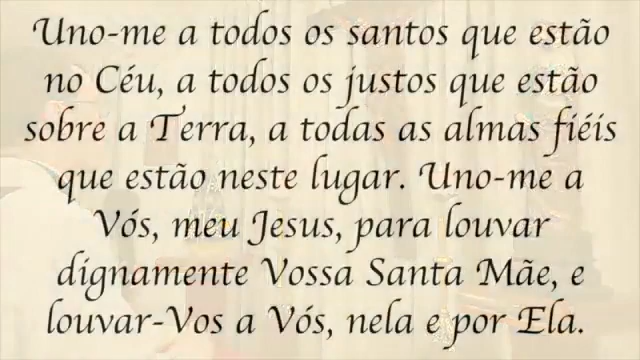 Uno-me a todos os santos que estão
no Céu, a todos os justos que estão
sobre a Terra, a todas as almas fiéis
que estão neste lugar. Uno-me a
Vós, meu Jesus, para louvar
dignamente Vossa Santa Mãe, e
louvar-Vos a Vós, nela e por Ela.